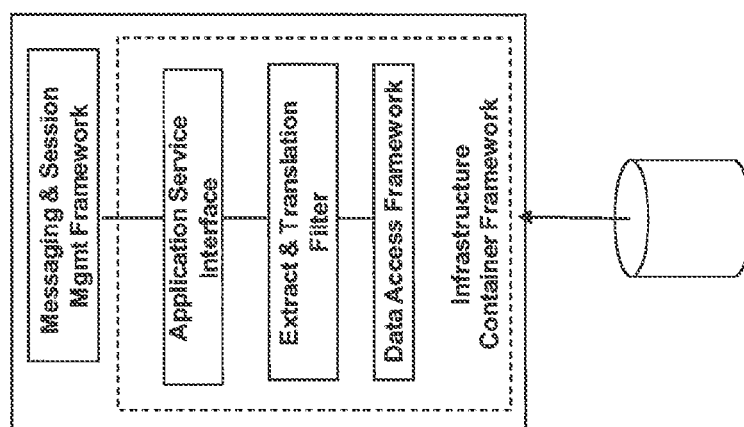 Messaging & Session
Mgmt Framework
Application Service
Interface
Extract & Translation
Filter
Data Access Framework
Infrastructure
Container Framework